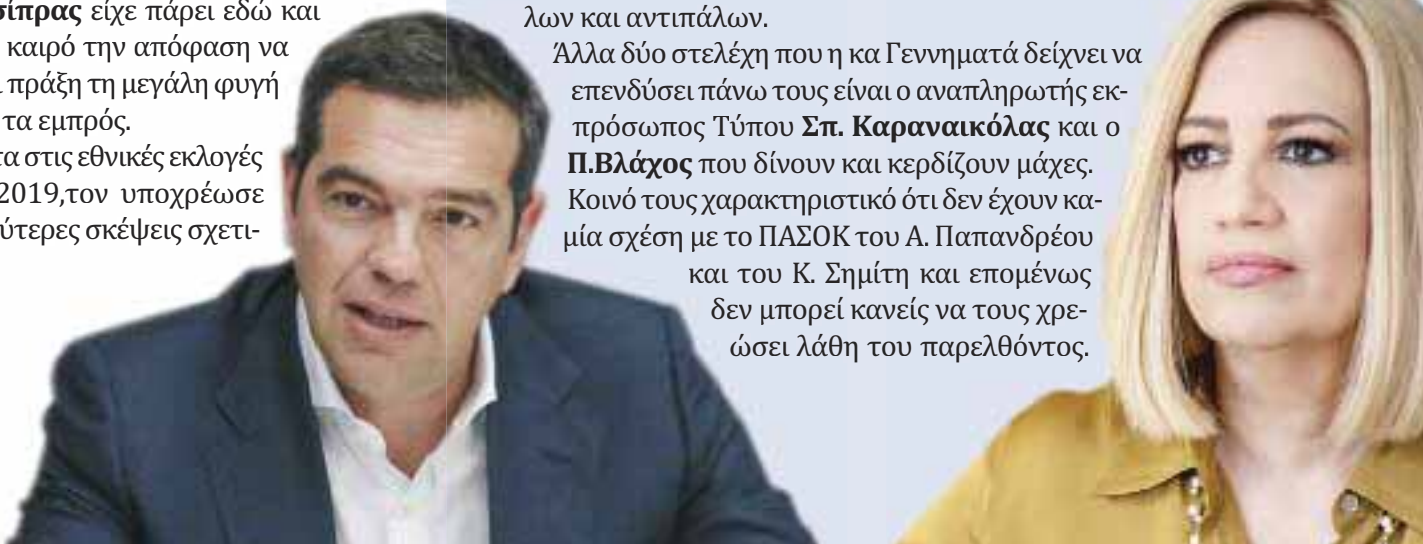 σίπρας είχε πάρει εδώ και
καιρό την απόφαση να
πράξη τη μεγάλη φυγή
τα εμπρός.
τα στις εθνικές εκλογές
2019,τον υποχρέωσε
ύτερες σκέψεις σχετι-
λων και αντιπάλων.
Άλλα δύο στελέχη που η κα Γεννηματά δείχνει να
επενδύσει πάνω τους είναι ο αναπληρωτής εκ-
πρόσωπος Τύπου Σπ. Καραναικόλας και ο
Π.Βλάχος που δίνουν και κερδίζουν μάχες.
Κοινό τους χαρακτηριστικό ότι δεν έχουν κα-
μία σχέση με το ΠΑΣΟΚ του Α. Παπανδρέου
και του Κ. Σημίτη και επομένως
δεν μπορεί κανείς να τους χρε-
ώσει λάθη του παρελθόντος.